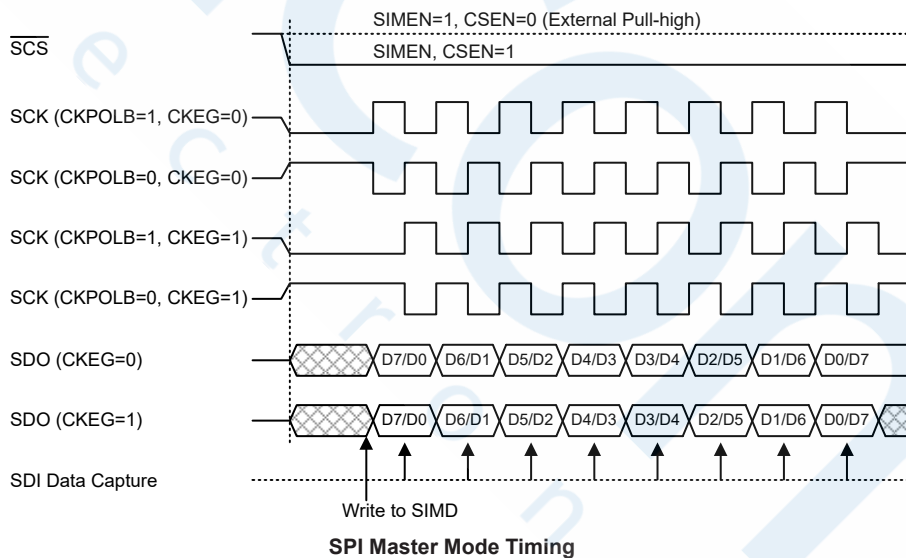 SIMEN=1, CSEN=0 (External Pull-high)
SCS
SIMEN, CSEN=1
SCK (CKPOLB=1, CKEG=0)
SCK (CKPOLB=0, CKEG=0)
SCK (CKPOLB=1, CKEG=1)
SCK (CKPOLB=0, CKEG=1)
SDO (CKEG=0) D7/D0 D6/D1 D5/D2 D4/D3 D3/D4 D2/D5 D1/D6 D0/D7
SDO (CKEG=1) D7/D0 D6/D1 D5/D2 D4/D3 D3/D4 D2/D5 D1/D6 D0/D7
SDI Data Capture
Write to SIMD
SPI Master Mode Timing